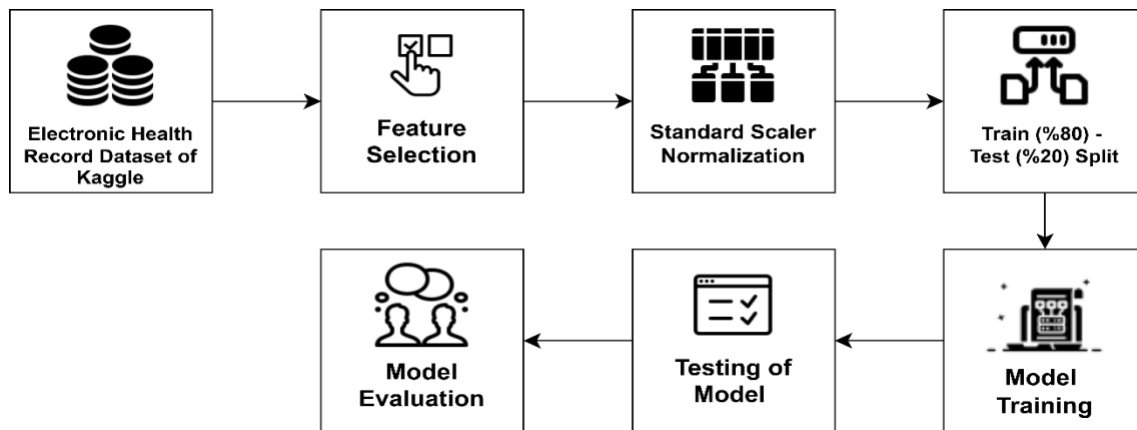 Electronic Health
Record Dataset of
Kaggle
Feature
Selection
Standard Scaler
Normalization
Train (%80) -
Test (%20) Split
Model
Evaluation
Testing of
Model
Model
Training